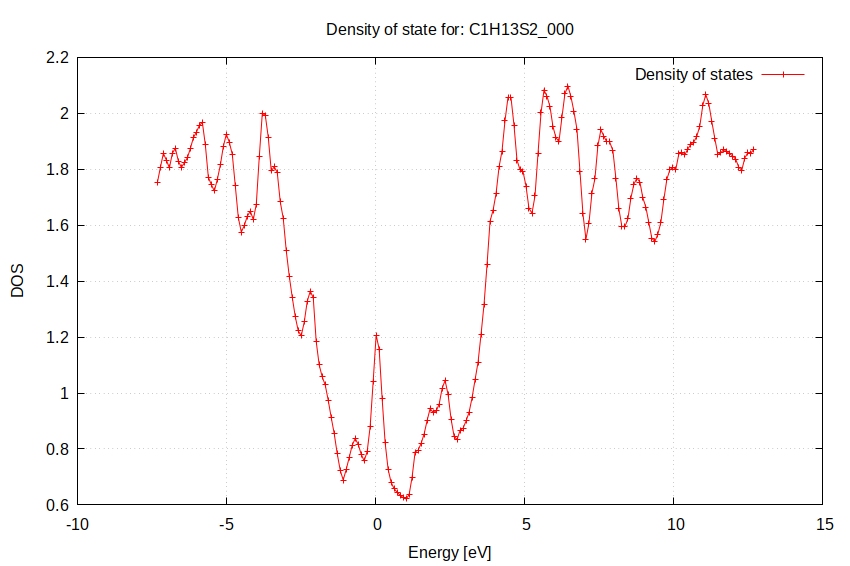 Density of state for: C1H13S2_000
Density of states
2.2
2
1.8
1.6
1.4
1.2
1
0.8
0.6
DOS
-10 -5 0 5 10 15
Energy [eV]